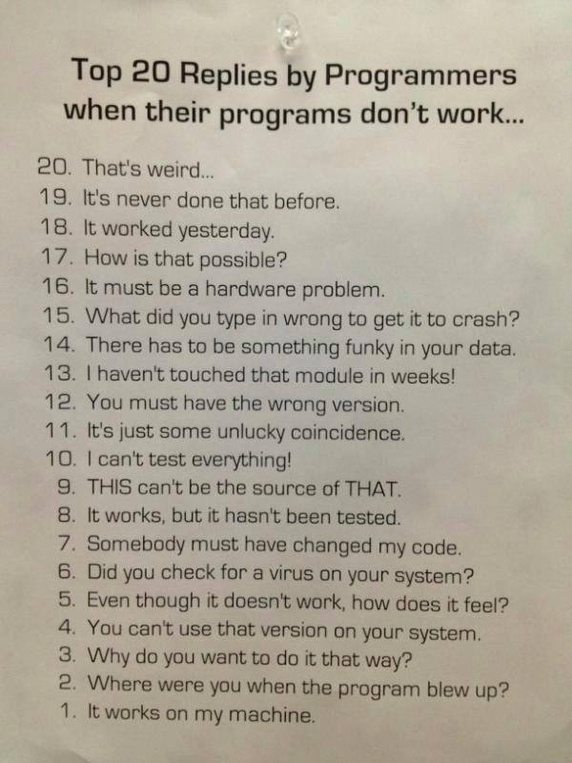 Top 20 Replies by Programmers
when their programs don't work...
20. That's weird...
19. It's never done that before.
18. It worked yesterday.
17. How is that possible?
16. It must be a hardware problem.
15. What did you type in wrong to get it to crash?
14. There has to be something funky in your data.
13. I haven't touched that module in weeks!
12. You must have the wrong version.
11. It's just some unlucky coincidence.
10. I can't test everything!
9. THIS can't be the source of THAT.
8. It works, but it hasn't been tested.
7. Somebody must have changed my code.
6. Did you check for a virus on your system?
5. Even though it doesn't work, how does it feel?
4. You can't use that version on your system.
3. Why do you want to do it that way?
2. Where were you when the program blew up?
1. It works on my machine.